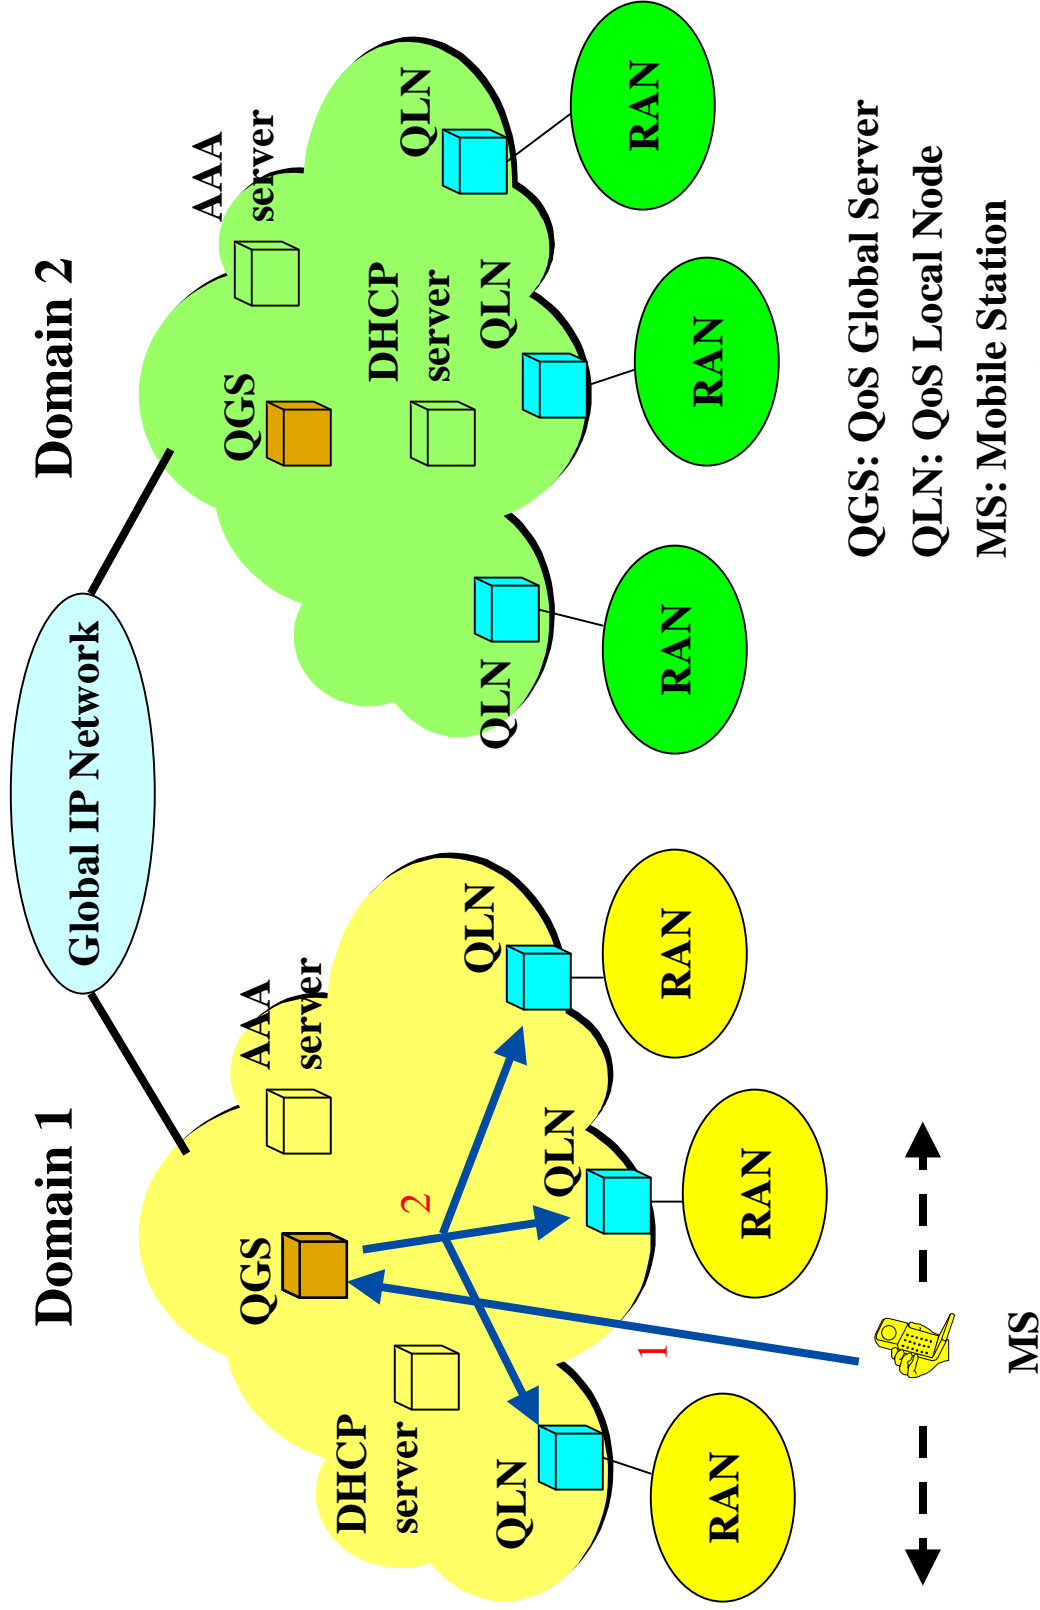 Global IP Network
Domain 1
Domain 2
AAA
server
QGS
DHCP
server
QLN
QLN
QLN
2
1
RAN
RAN
RAN
MS
AAA
server
QGS
DHCP
server
QLN
QLN
QLN
RAN
RAN
RAN
QGS: QoS Global Server
QLN: QoS Local Node
MS: Mobile Station